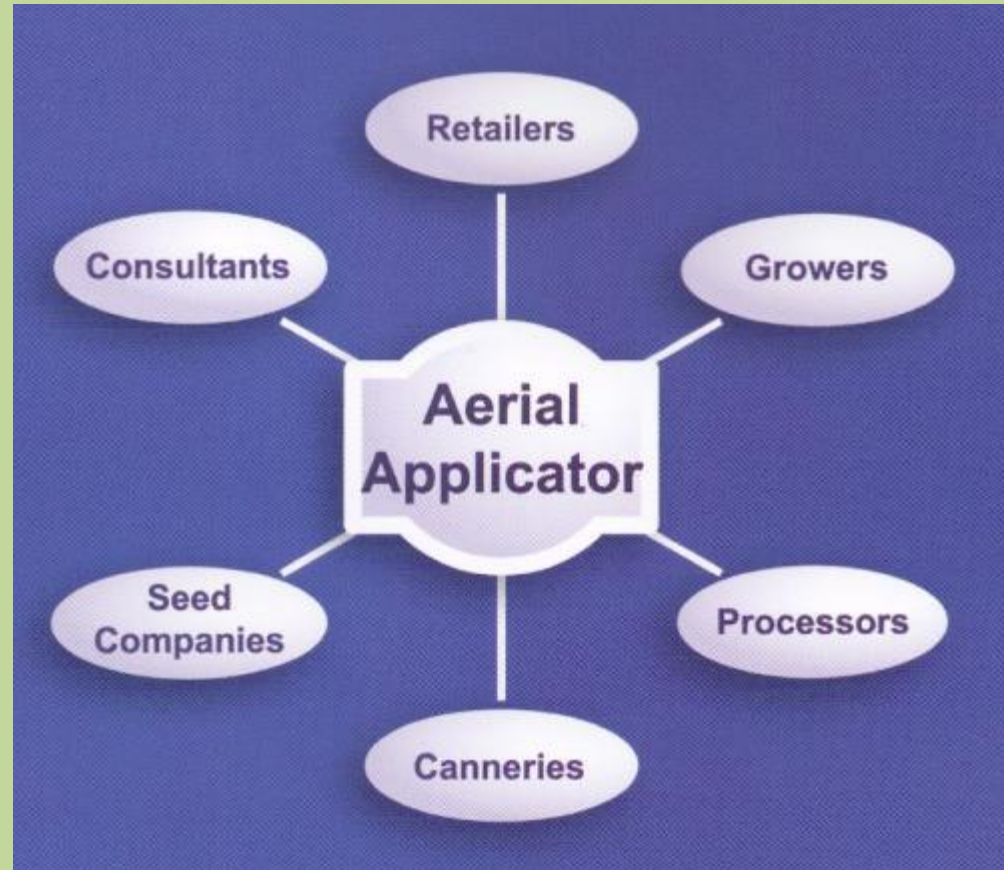 Retailers
Consultants
Growers
Aerial
Applicator
Seed
Companies
Processors
Canneries